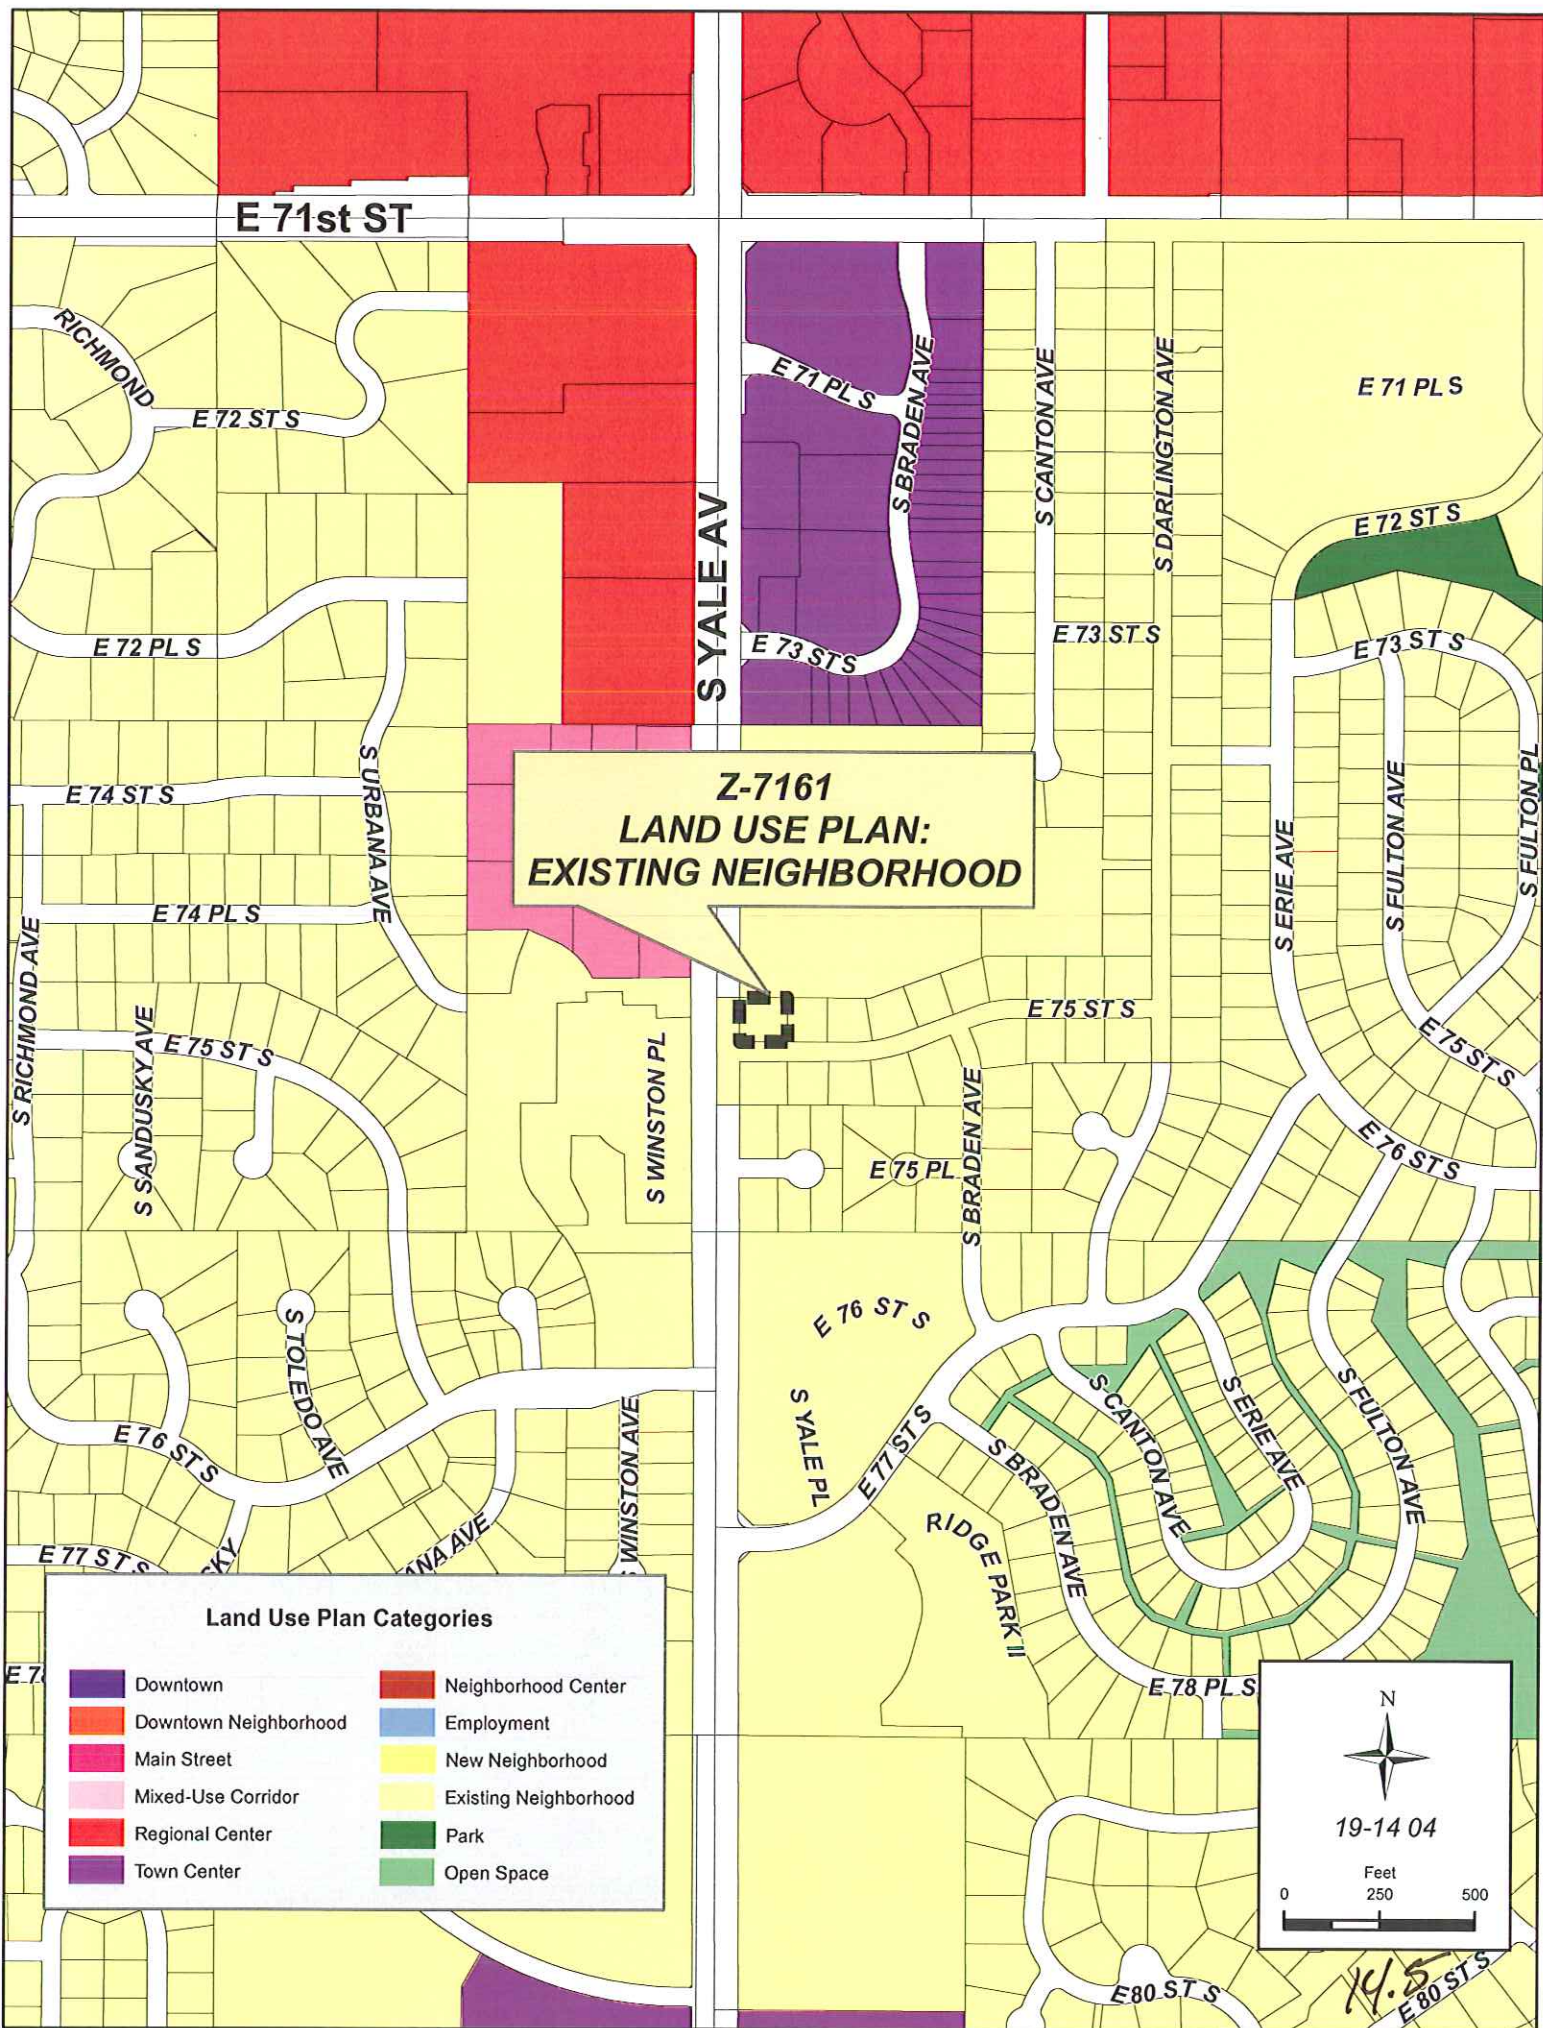 E 71st ST
RICHMOND
E 72 ST S
E 71 PL S
S BRADEN AVE
S CANTON AVE
S DARLINGTON AVE
E 71 PL S
E 72 ST S
S YALE AV
E 72 PL S
E 73 ST S
E 73 ST S
E 73 ST S
S URBANA AVE
E 74 ST S
Z-7161
LAND USE PLAN:
EXISTING NEIGHBORHOOD
S ERIE AVE
S FULTON AVE
S FULTON PL
E 74 PL S
S RICHMOND AVE
S SANDUSKY AVE
E 75 ST S
S WINSTON PL
E 75 ST S
E 75 ST S
S BRADEN AVE
E 75 PL
E 76 ST S
E 76 ST S
S TOLEDO AVE
E 76 ST S
S WINSTON AVE
S YALE PL
E 77 ST S
S BRADEN AVE
S CANTON AVE
S ERIE AVE
S FULTON AVE
RIDGE PARK II
E 77 ST S
SKY
ANA AVE
E 78
E 78 PL S
Land Use Plan Categories
Downtown
Downtown Neighborhood
Main Street
Mixed-Use Corridor
Regional Center
Town Center
Neighborhood Center
Employment
New Neighborhood
Existing Neighborhood
Park
Open Space
N
19-14 04
Feet
0 250 500
E 80 ST S
14.5
E 80 ST S